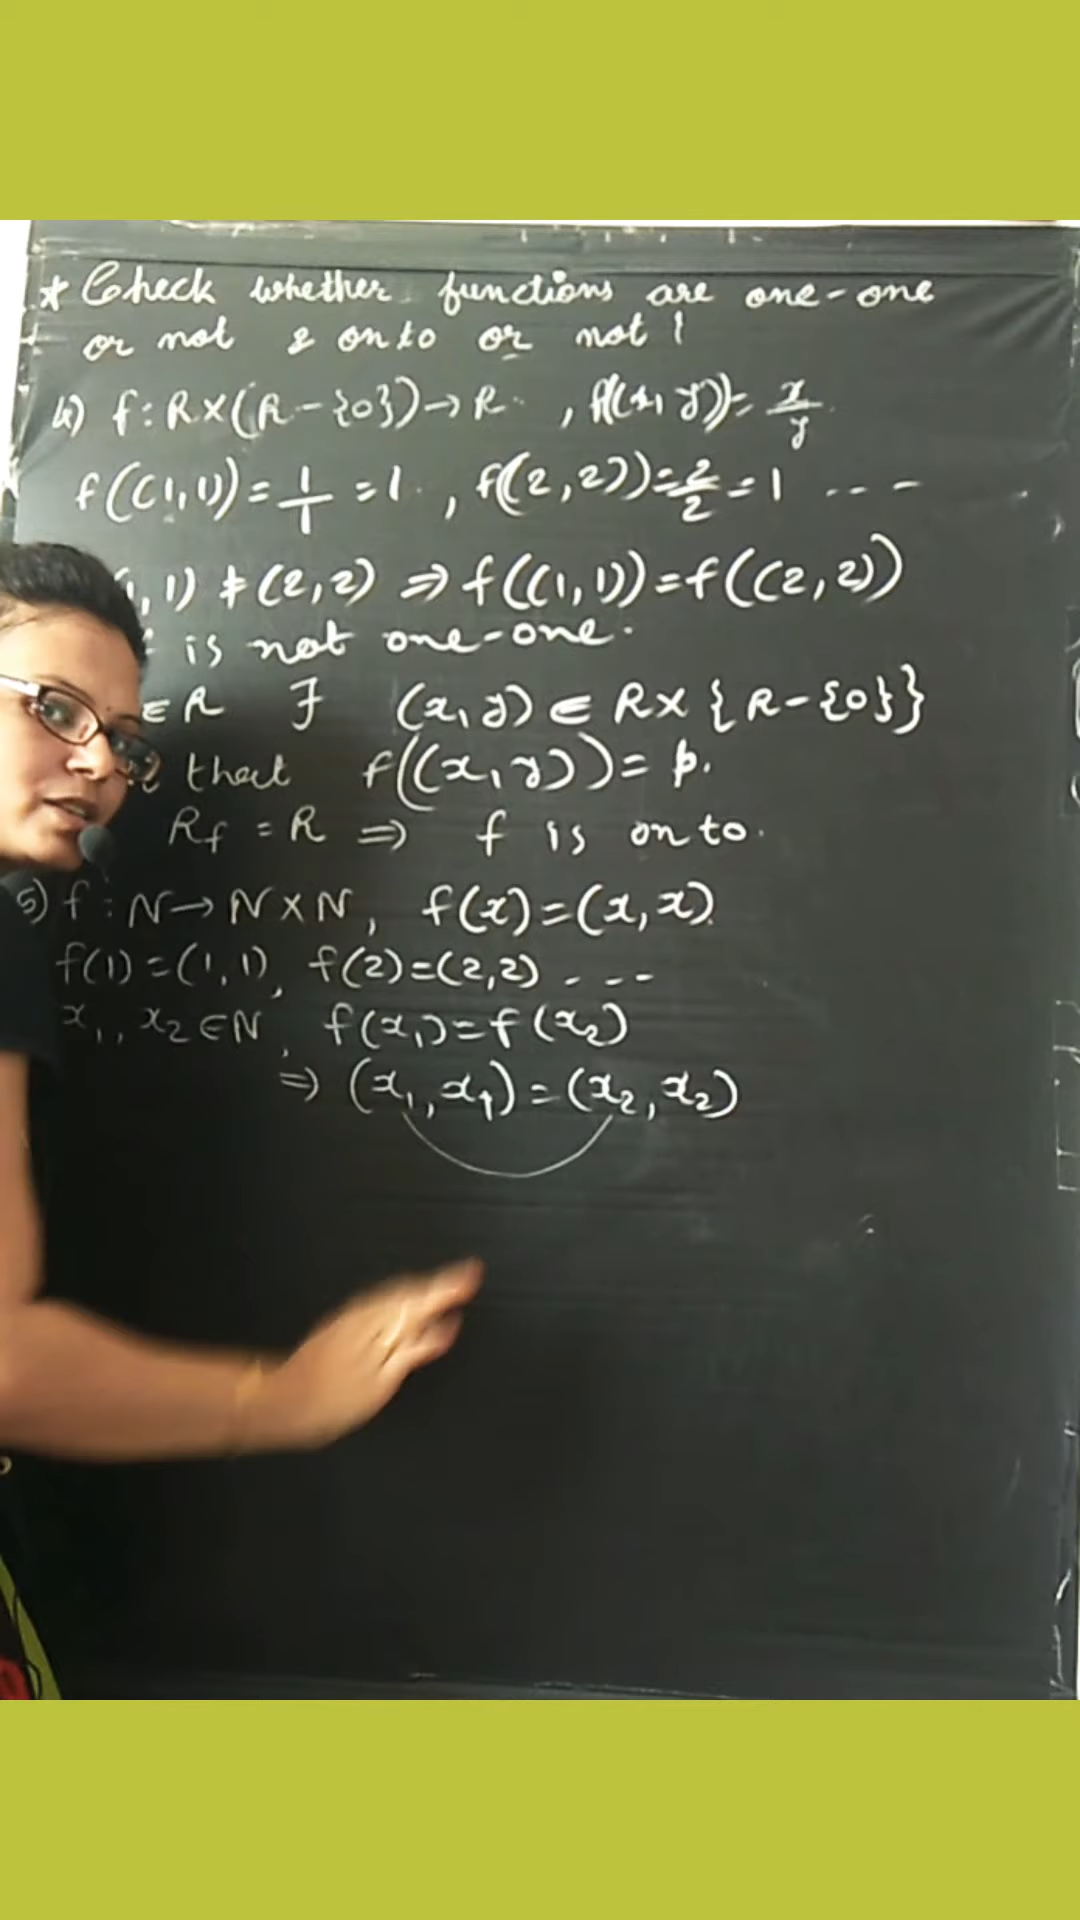 * Check whether functions are one-one
or not & onto or not !
4) f : R×(R-{0})→R , f((x,y))= x/y
f((1,1))= 1/1 =1 , f((2,2))= 2/2 =1 ---
,1) ≠ (2,2) ⇒ f((1,1))=f((2,2))
is not one-one.
∈R ∃ (x,y) ∈ R×{R-{0}}
that f((x,y))= p.
Rf = R ⇒ f is onto.
5) f : N→N×N, f(x)=(x,x)
f(1)=(1,1), f(2)=(2,2) ---
x1, x2 ∈N, f(x1)=f(x2)
⇒ (x1,x1)=(x2,x2)